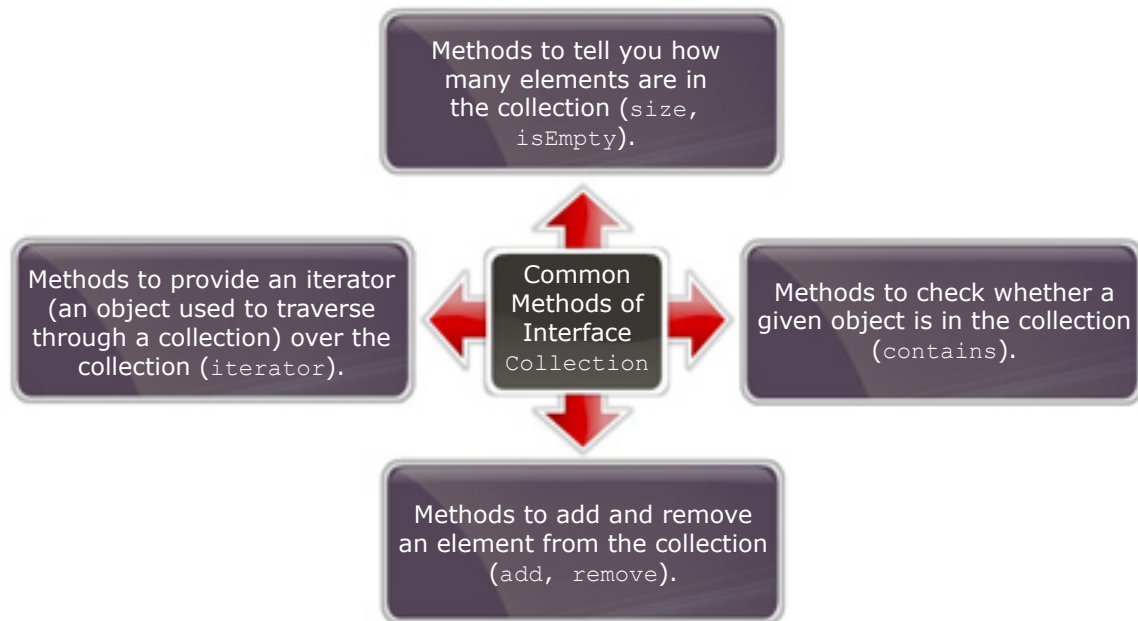 Methods to tell you how
many elements are in
the collection (size,
isEmpty).
Methods to provide an iterator
(an object used to traverse
through a collection) over the
collection (iterator).
Common
Methods of
Interface
Collection
Methods to check whether a
given object is in the collection
(contains).
Methods to add and remove
an element from the collection
(add, remove).